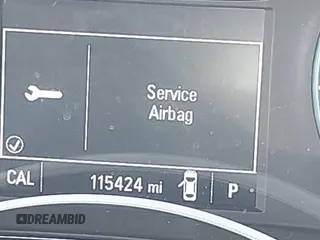 Service
Airbag
CAL 115424 mi P
DREAMBID